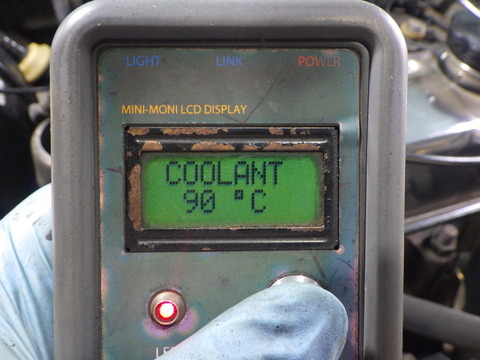 LIGHT LINK POWER
MINI-MONI LCD DISPLAY
COOLANT
90 °C